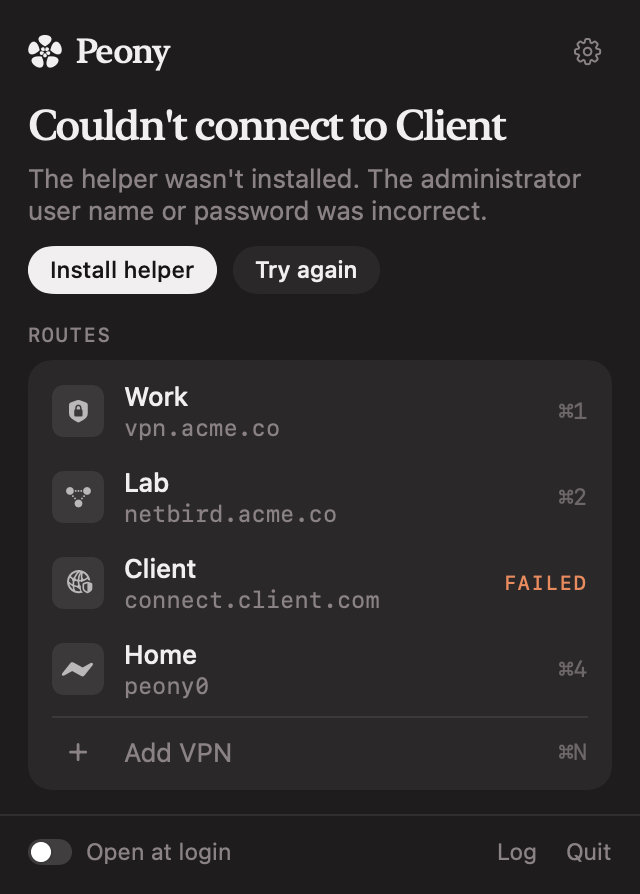 Peony
Couldn't connect to Client
The helper wasn't installed. The administrator
user name or password was incorrect.
Install helper
Try again
ROUTES
Work
vpn.acme.co
⌘1
Lab
netbird.acme.co
⌘2
Client
connect.client.com
FAILED
Home
peony0
⌘4
+ Add VPN
⌘N
Open at login
Log
Quit